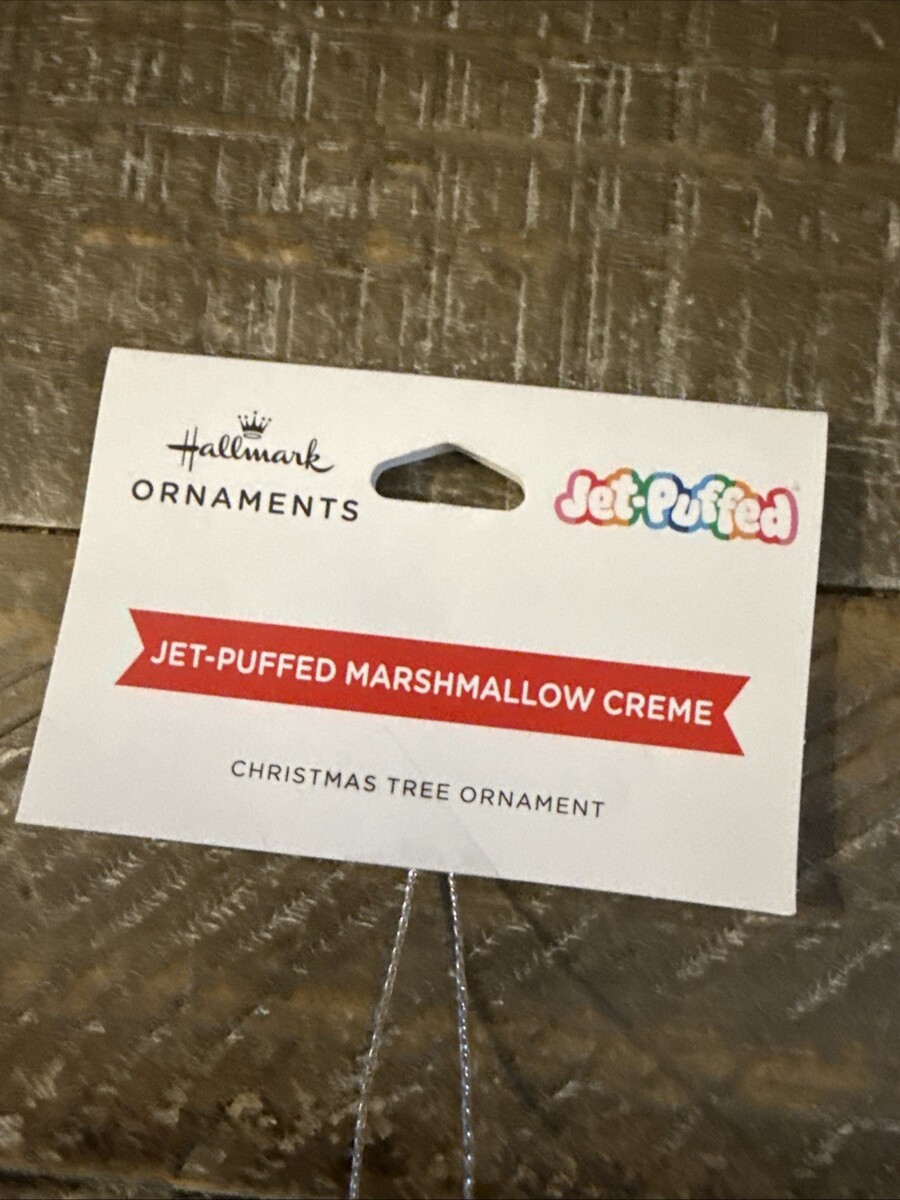 Hallmark
ORNAMENTS
Jet-Puffed
JET-PUFFED MARSHMALLOW CREME
CHRISTMAS TREE ORNAMENT